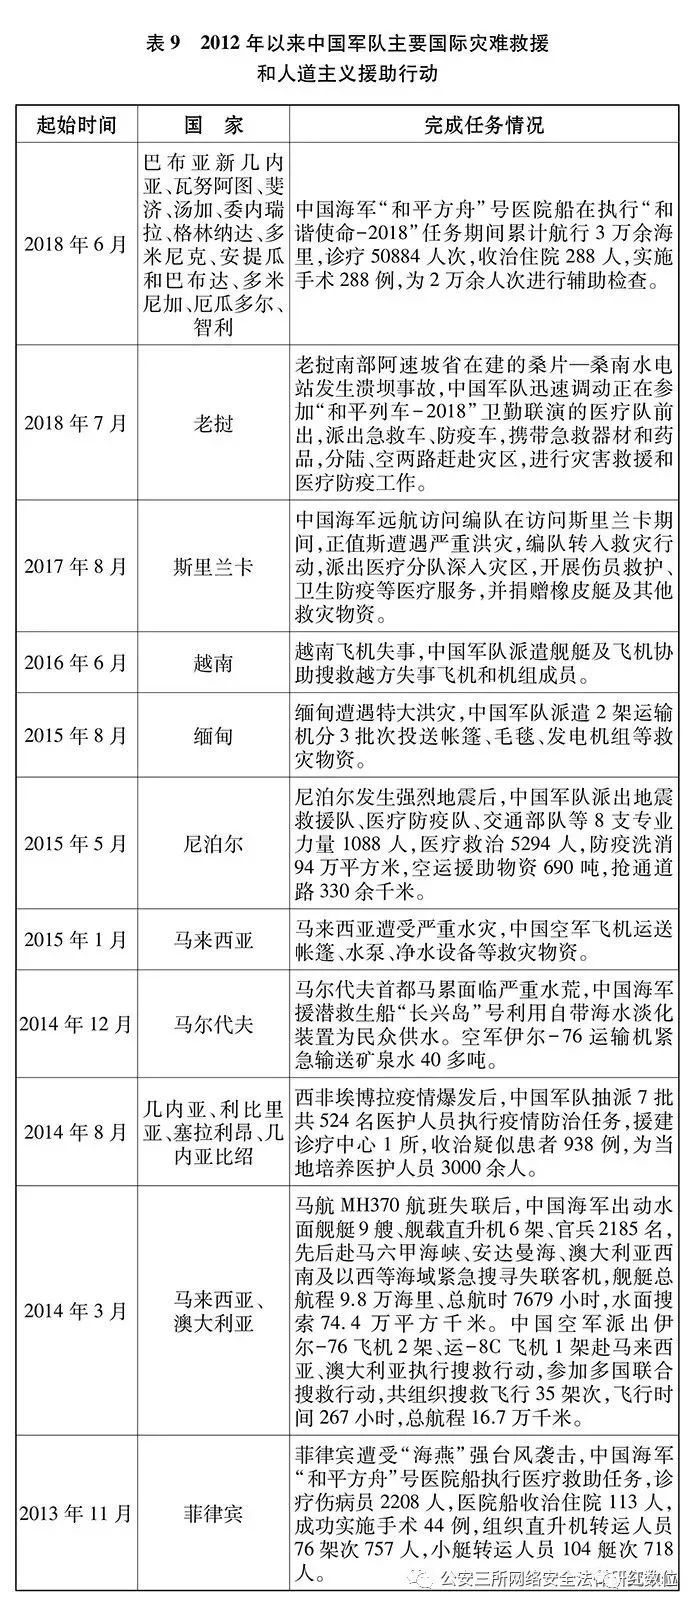 表 9 2012 年以来中国军队主要国际灾难救援
和人道主义援助行动
起始时间
国 家
完成任务情况
2018 年 6 月
巴布亚新几内
亚、瓦努阿图、斐
济、汤加、委内瑞
拉、格林纳达、多
米尼克、安提瓜
和巴布达、多米
尼加、厄瓜多尔、
智利
中国海军“和平方舟”号医院船在执行“和
谐使命-2018”任务期间累计航行 3 万余海
里,诊疗 50884 人次,收治住院 288 人,实施
手术 288 例,为 2 万余人次进行辅助检查。
2018 年 7 月
老挝
老挝南部阿速坡省在建的桑片—桑南水电
站发生溃坝事故,中国军队迅速调动正在参
加“和平列车-2018”卫勤联演的医疗队前
出,派出急救车、防疫车,携带急救器材和药
品,分陆、空两路赶赴灾区,进行灾害救援和
医疗防疫工作。
2017 年 8 月
斯里兰卡
中国海军远航访问编队在访问斯里兰卡期
间,正值斯遭遇严重洪灾,编队转入救灾行
动,派出医疗分队深入灾区,开展伤员救护、
卫生防疫等医疗服务,并捐赠橡皮艇及其他
救灾物资。
2016 年 6 月
越南
越南飞机失事,中国军队派遣舰艇及飞机协
助搜救越方失事飞机和机组成员。
2015 年 8 月
缅甸
缅甸遭遇特大洪灾,中国军队派遣 2 架运输
机分 3 批次投送帐篷、毛毯、发电机组等救
灾物资。
2015 年 5 月
尼泊尔
尼泊尔发生强烈地震后,中国军队派出地震
救援队、医疗防疫队、交通部队等 8 支专业
力量 1088 人,医疗救治 5294 人,防疫洗消
94 万平方米,空运援助物资 690 吨,抢通道
路 330 余千米。
2015 年 1 月
马来西亚
马来西亚遭受严重水灾,中国空军飞机运送
帐篷、水泵、净水设备等救灾物资。
2014 年 12 月
马尔代夫
马尔代夫首都马累面临严重水荒,中国海军
援潜救生船“长兴岛”号利用自带海水淡化
装置为民众供水。空军伊尔-76 运输机紧
急输送矿泉水 40 多吨。
2014 年 8 月
几内亚、利比里
亚、塞拉利昂、几
内亚比绍
西非埃博拉疫情爆发后,中国军队抽派 7 批
共 524 名医护人员执行疫情防治任务,援建
诊疗中心 1 所,收治疑似患者 938 例,为当
地培养医护人员 3000 余人。
2014 年 3 月
马来西亚、
澳大利亚
马航 MH370 航班失联后,中国海军出动水
面舰艇 9 艘、舰载直升机 6 架、官兵 2185 名,
先后赴马六甲海峡、安达曼海、澳大利亚西
南及以西等海域紧急搜寻失联客机,舰艇总
航程 9.8 万海里、总航时 7679 小时,水面搜
索 74.4 万平方千米。中国空军派出伊
尔-76 飞机 2 架、运-8C 飞机 1 架赴马来西
亚、澳大利亚执行搜救行动,参加多国联合
搜救行动,共组织搜救飞行 35 架次,飞行时
间 267 小时,总航程 16.7 万千米。
2013 年 11 月
菲律宾
菲律宾遭受“海燕”强台风袭击,中国海军
“和平方舟”号医院船执行医疗救助任务,诊
疗伤病员 2208 人,医院船收治住院 113 人,
成功实施手术 44 例,组织直升机转运人员
76 架次 757 人,小艇转运人员 104 艇次 718
人。
公安三所网络安全法